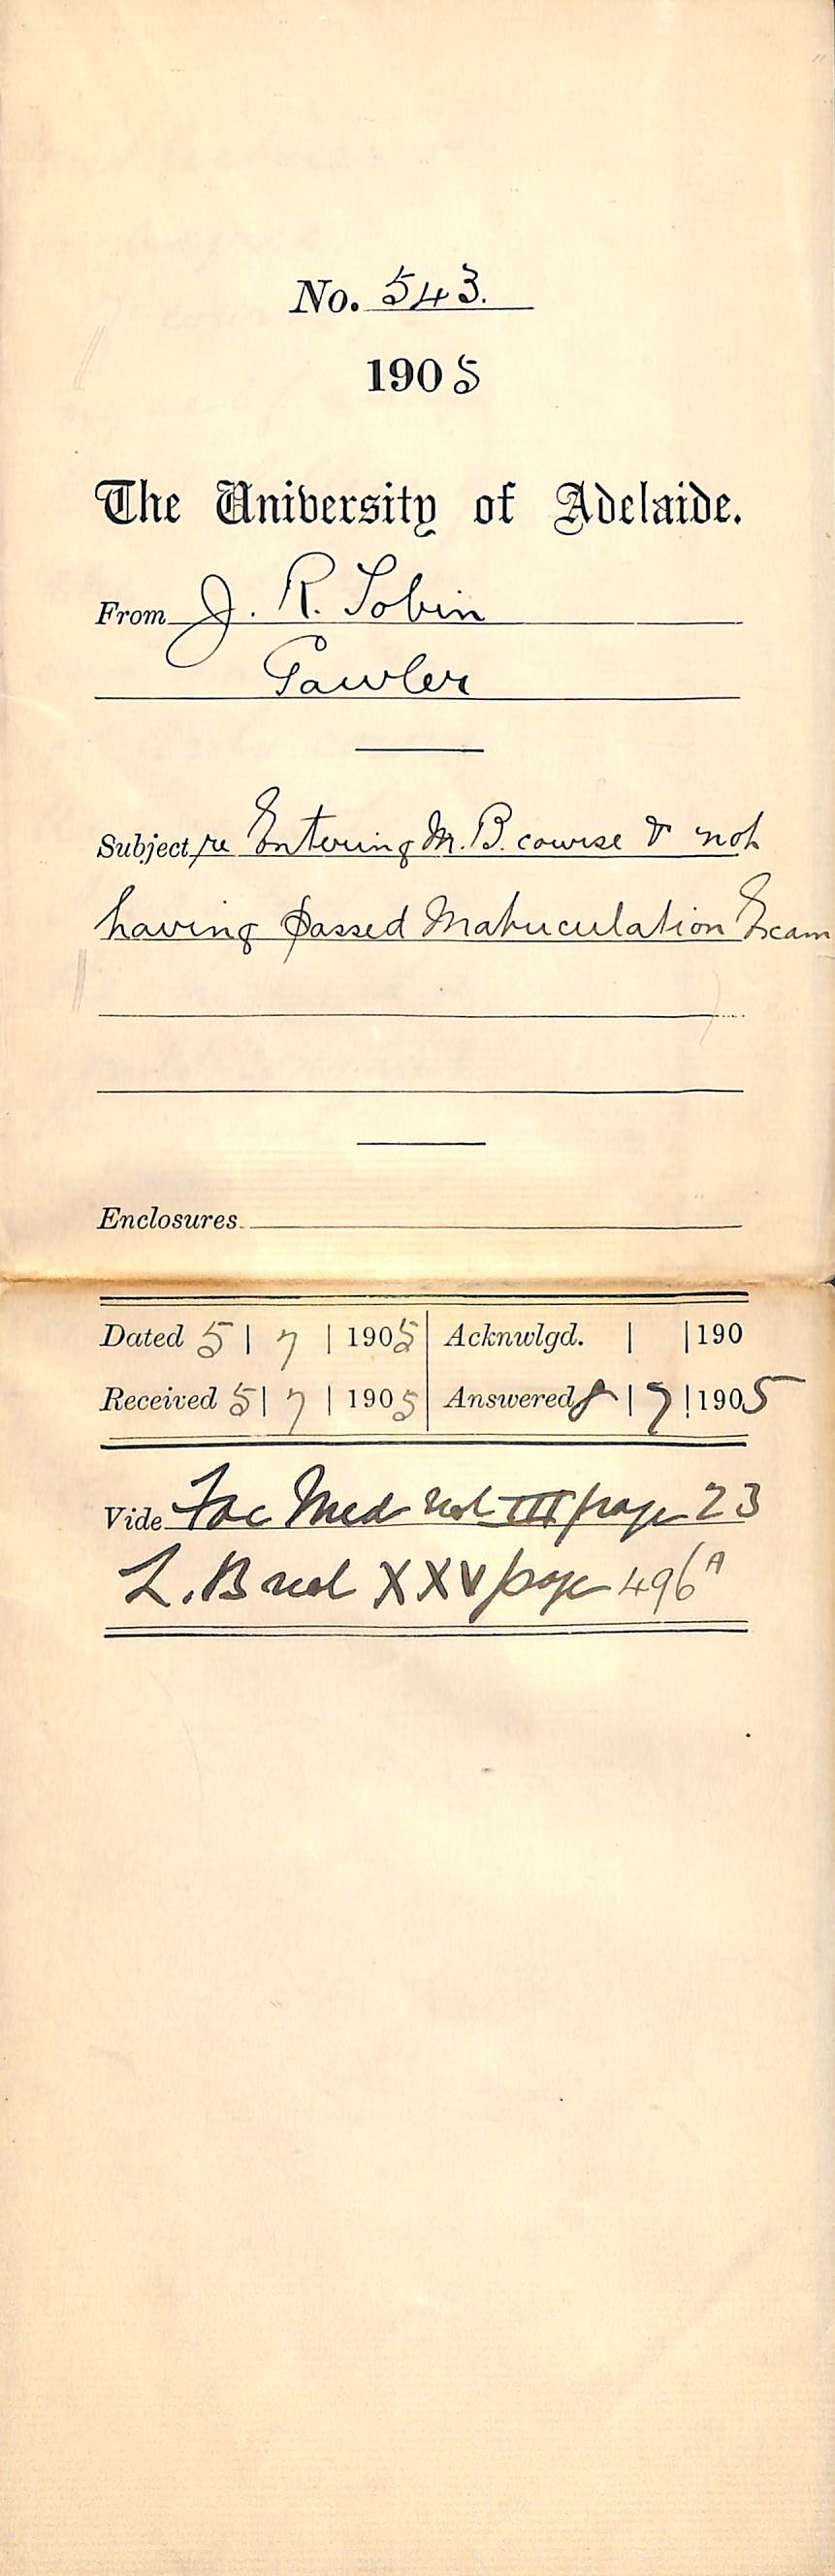 No. 543.
1905
The University of Adelaide.
From J. R. Tobin
Gawler
Subject re Entering M.B. course & not
having passed Matriculation Exam
Enclosures
Dated 5 | 7 | 1905 | Acknwlgd. | | 190
Received 5 | 7 | 1905 | Answered 8 | 7 | 1905
Vide Fac Med vol III page 23
L.B vol XXV page 496A